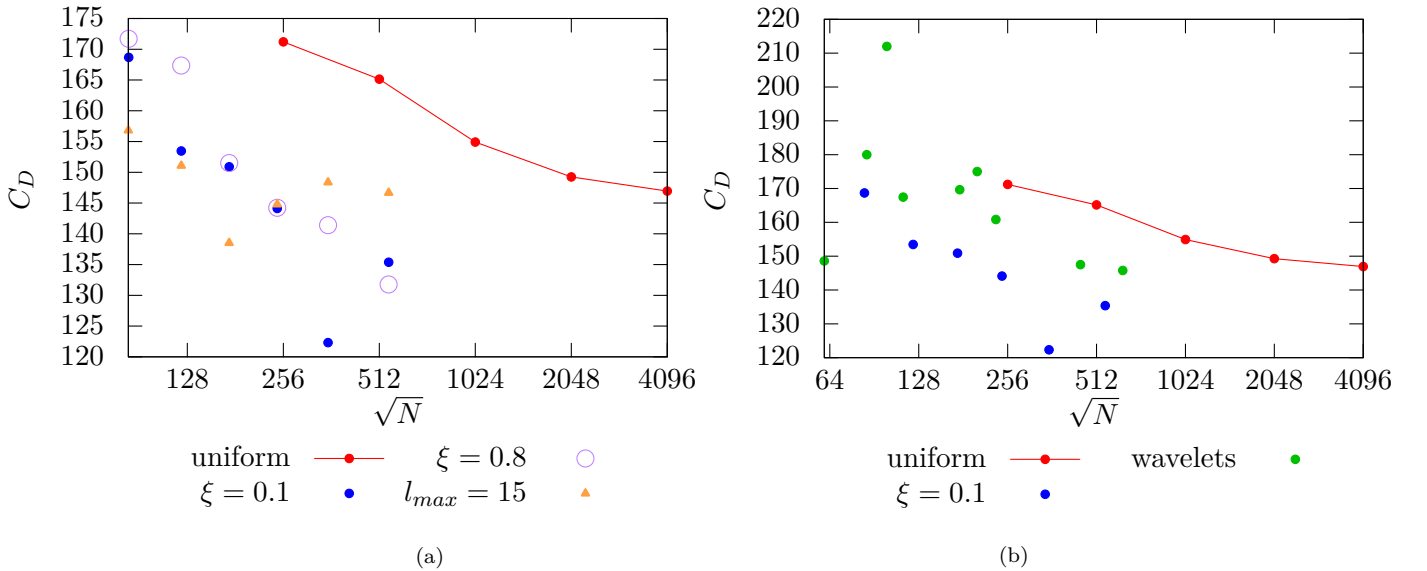 175
170
165
160
155
150
145
140
135
130
125
120
C_D
128 256 512 1024 2048 4096
√N
uniform ξ = 0.8
ξ = 0.1 l_max = 15
(a)
220
210
200
190
180
170
160
150
140
130
120
C_D
64 128 256 512 1024 2048 4096
√N
uniform wavelets
ξ = 0.1
(b)